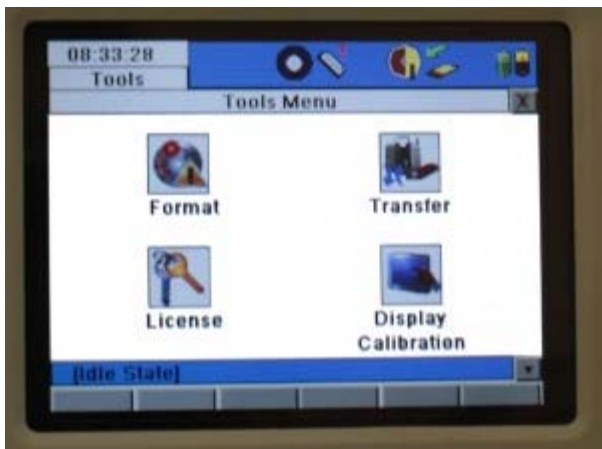 08:33:28
Tools
Tools Menu
X
Format
Transfer
License
Display
Calibration
[Idle State]